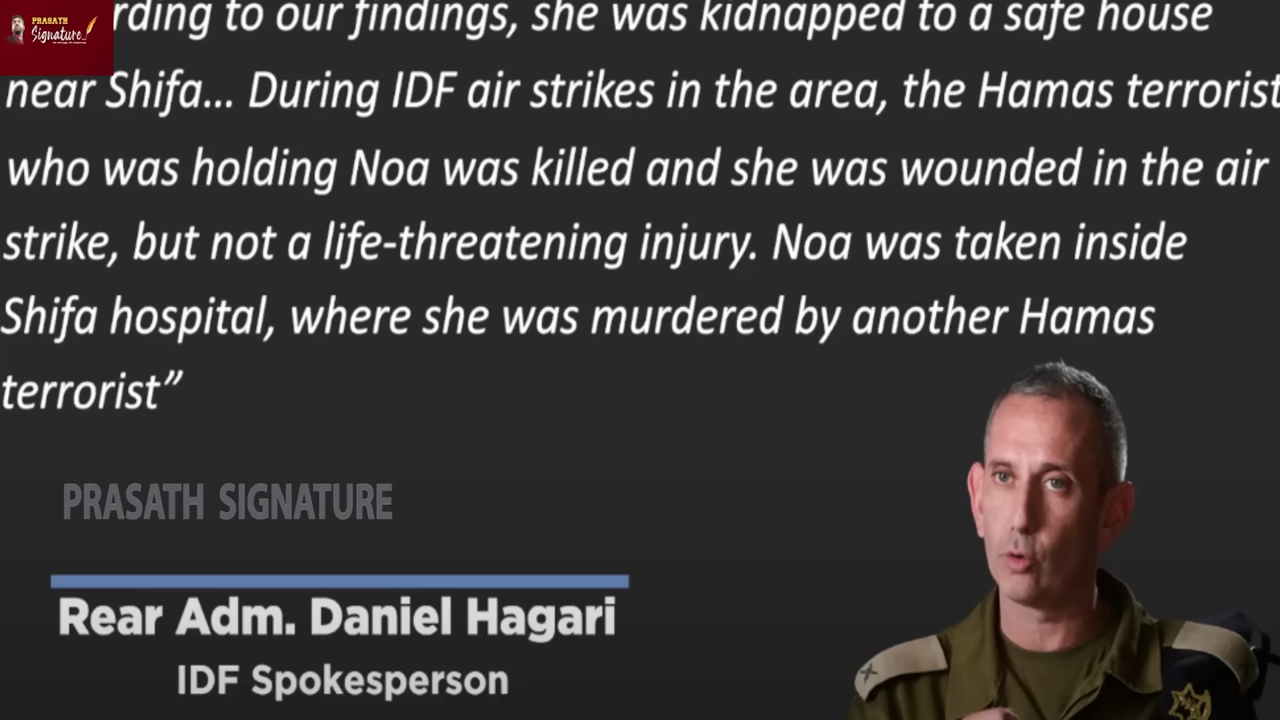 PRASATH
Signature
rding to our findings, she was kidnapped to a safe house
near Shifa... During IDF air strikes in the area, the Hamas terrorist
who was holding Noa was killed and she was wounded in the air
strike, but not a life-threatening injury. Noa was taken inside
Shifa hospital, where she was murdered by another Hamas
terrorist”
PRASATH SIGNATURE
Rear Adm. Daniel Hagari
IDF Spokesperson